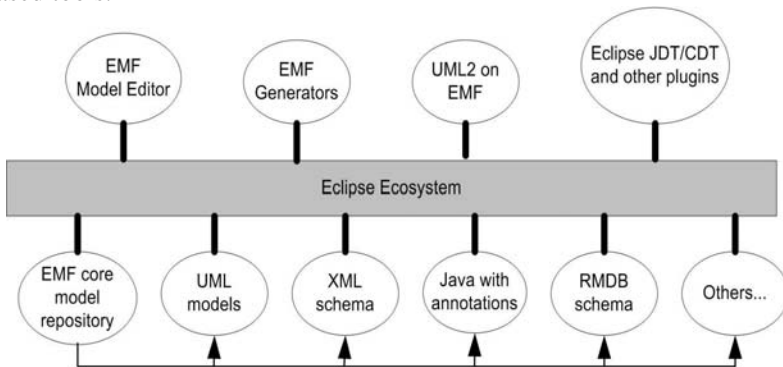 EMF
Model Editor
EMF
Generators
UML2 on
EMF
Eclipse JDT/CDT
and other plugins
Eclipse Ecosystem
EMF core
model
repository
UML
models
XML
schema
Java with
annotations
RMDB
schema
Others...